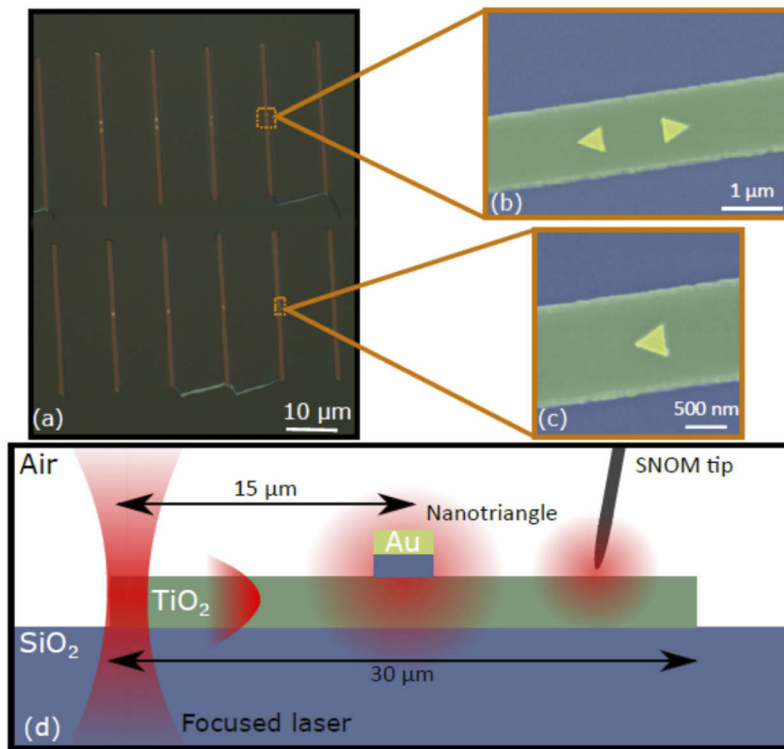 (a)
10 μm
(b)
1 μm
(c)
500 nm
Air
SNOM tip
15 μm
Nanotriangle
Au
TiO₂
SiO₂
30 μm
(d)
Focused laser